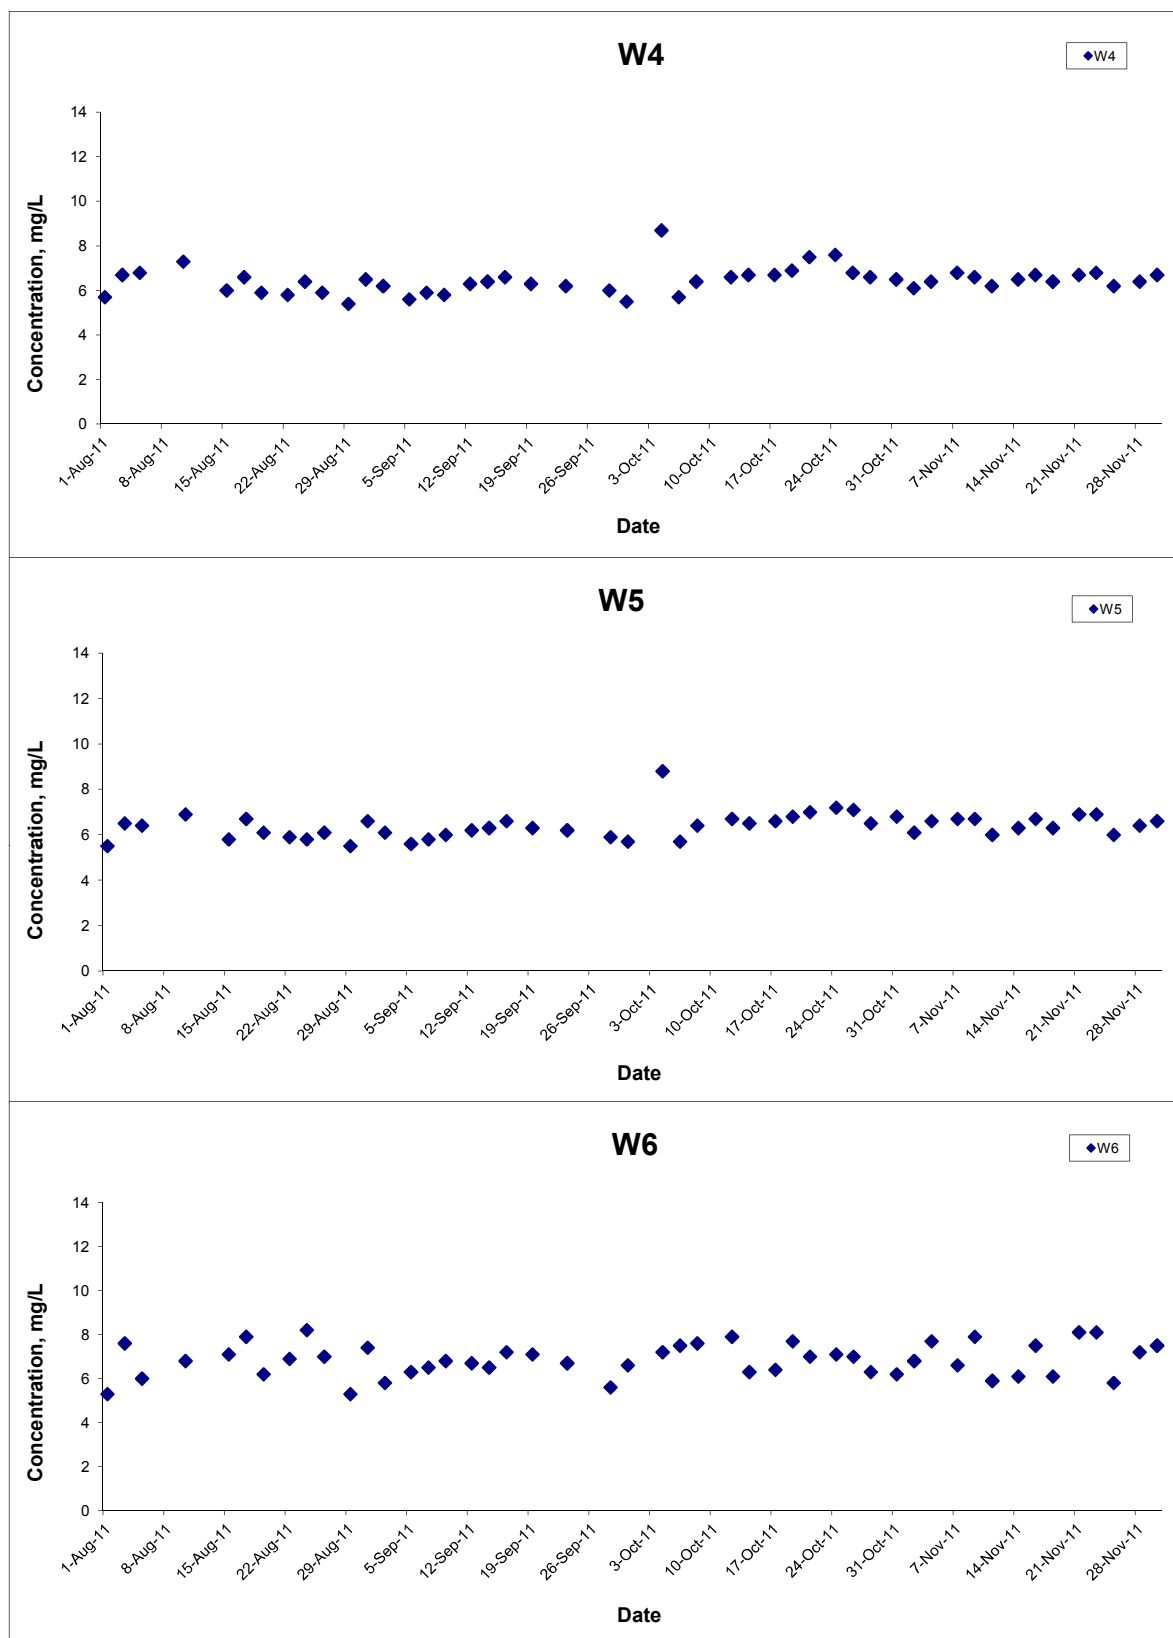 W4
W4
14
12
10
8
6
4
2
0
Concentration, mg/L
1-Aug-11 8-Aug-11 15-Aug-11 22-Aug-11 29-Aug-11 5-Sep-11 12-Sep-11 19-Sep-11 26-Sep-11 3-Oct-11 10-Oct-11 17-Oct-11 24-Oct-11 31-Oct-11 7-Nov-11 14-Nov-11 21-Nov-11 28-Nov-11
Date
W5
W5
14
12
10
8
6
4
2
0
Concentration, mg/L
1-Aug-11 8-Aug-11 15-Aug-11 22-Aug-11 29-Aug-11 5-Sep-11 12-Sep-11 19-Sep-11 26-Sep-11 3-Oct-11 10-Oct-11 17-Oct-11 24-Oct-11 31-Oct-11 7-Nov-11 14-Nov-11 21-Nov-11 28-Nov-11
Date
W6
W6
14
12
10
8
6
4
2
0
Concentration, mg/L
1-Aug-11 8-Aug-11 15-Aug-11 22-Aug-11 29-Aug-11 5-Sep-11 12-Sep-11 19-Sep-11 26-Sep-11 3-Oct-11 10-Oct-11 17-Oct-11 24-Oct-11 31-Oct-11 7-Nov-11 14-Nov-11 21-Nov-11 28-Nov-11
Date